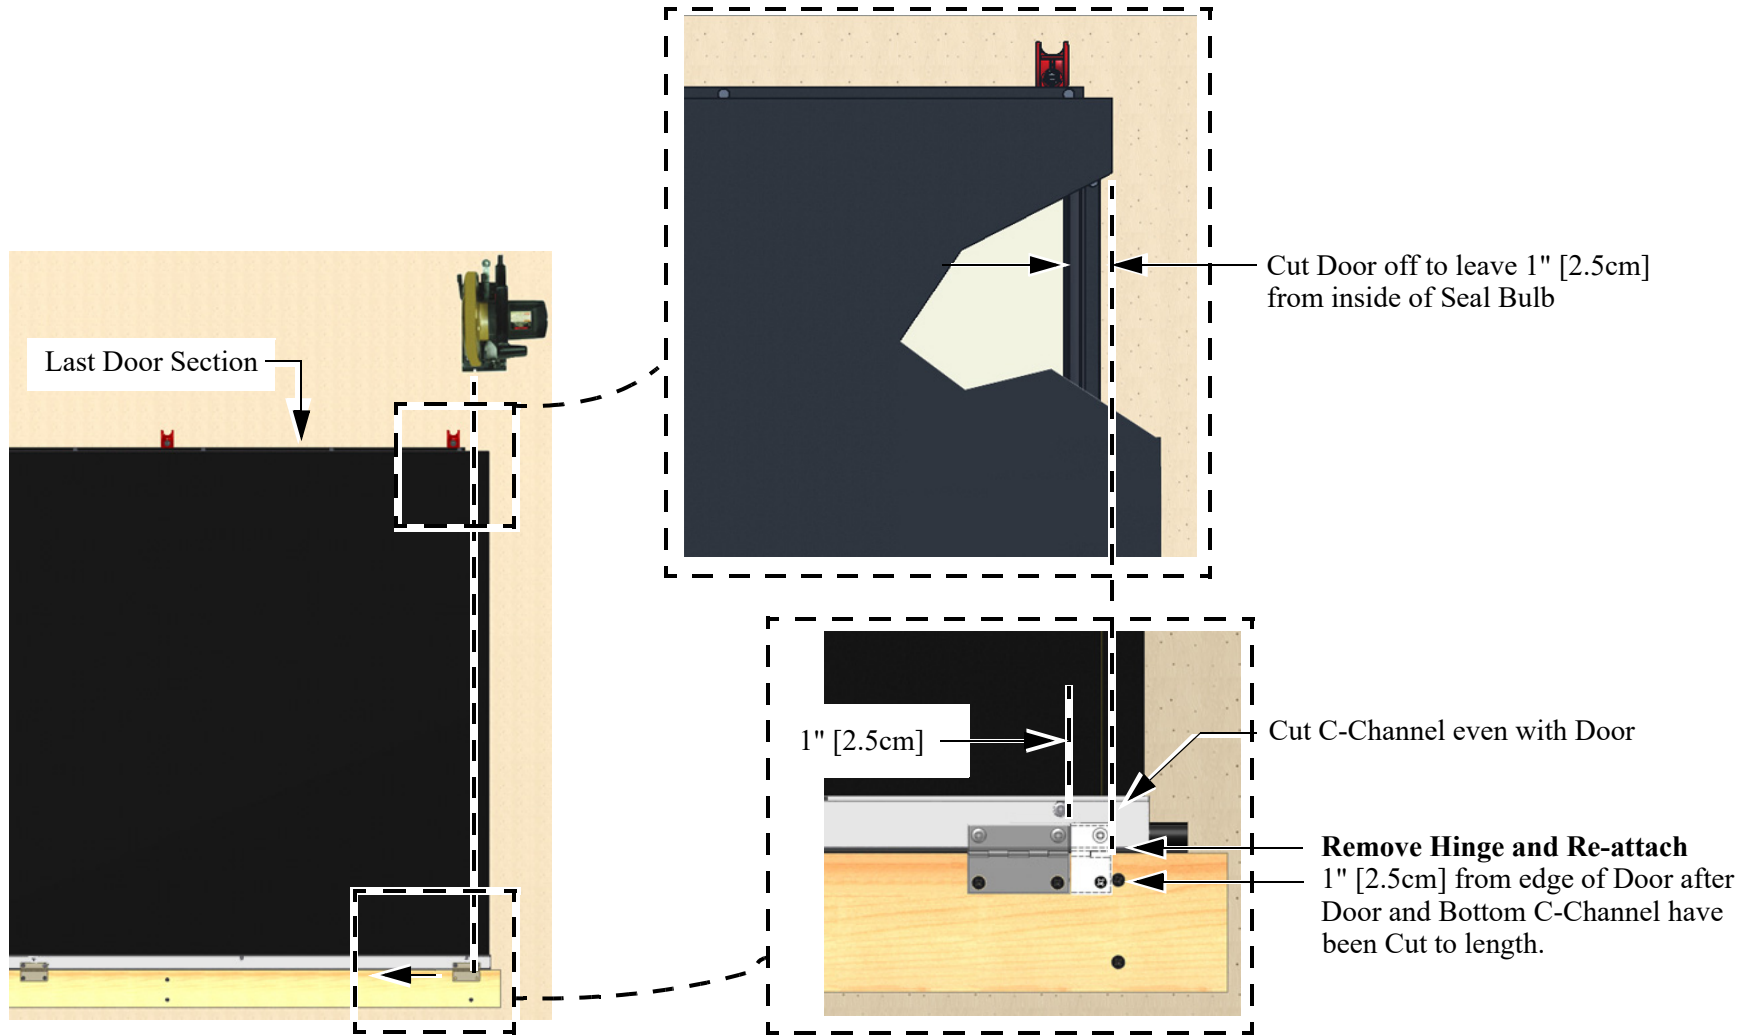 Last Door Section
Cut Door off to leave 1" [2.5cm]
from inside of Seal Bulb
1" [2.5cm]
Cut C-Channel even with Door
Remove Hinge and Re-attach
1" [2.5cm] from edge of Door after
Door and Bottom C-Channel have
been Cut to length.